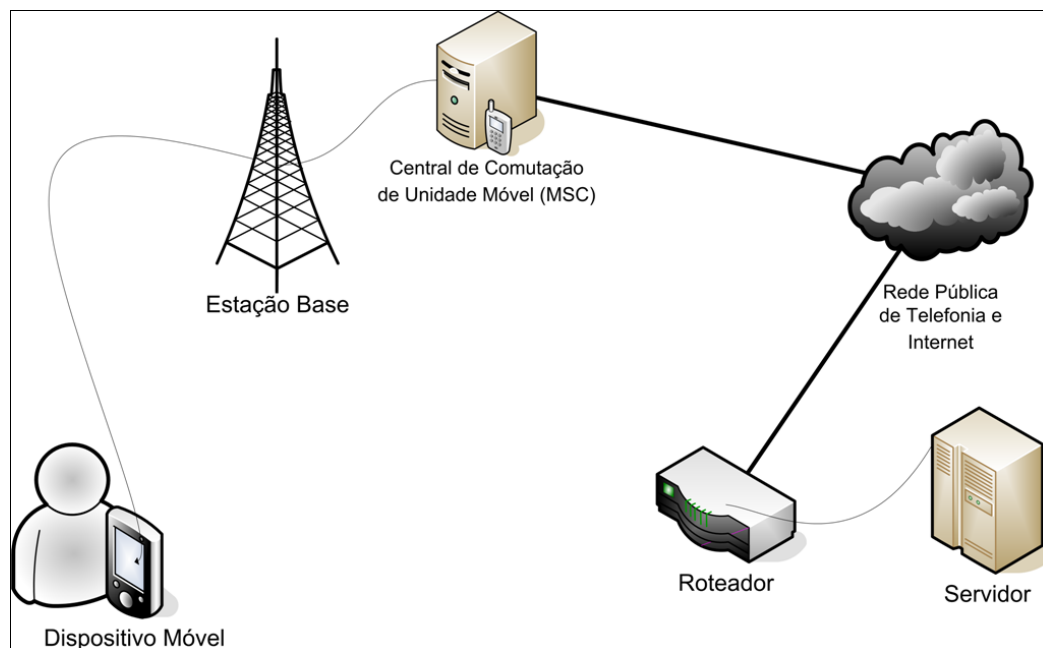 Central de Comutação
de Unidade Móvel (MSC)
Estação Base
Rede Pública
de Telefonia e
Internet
Roteador
Servidor
Dispositivo Móvel